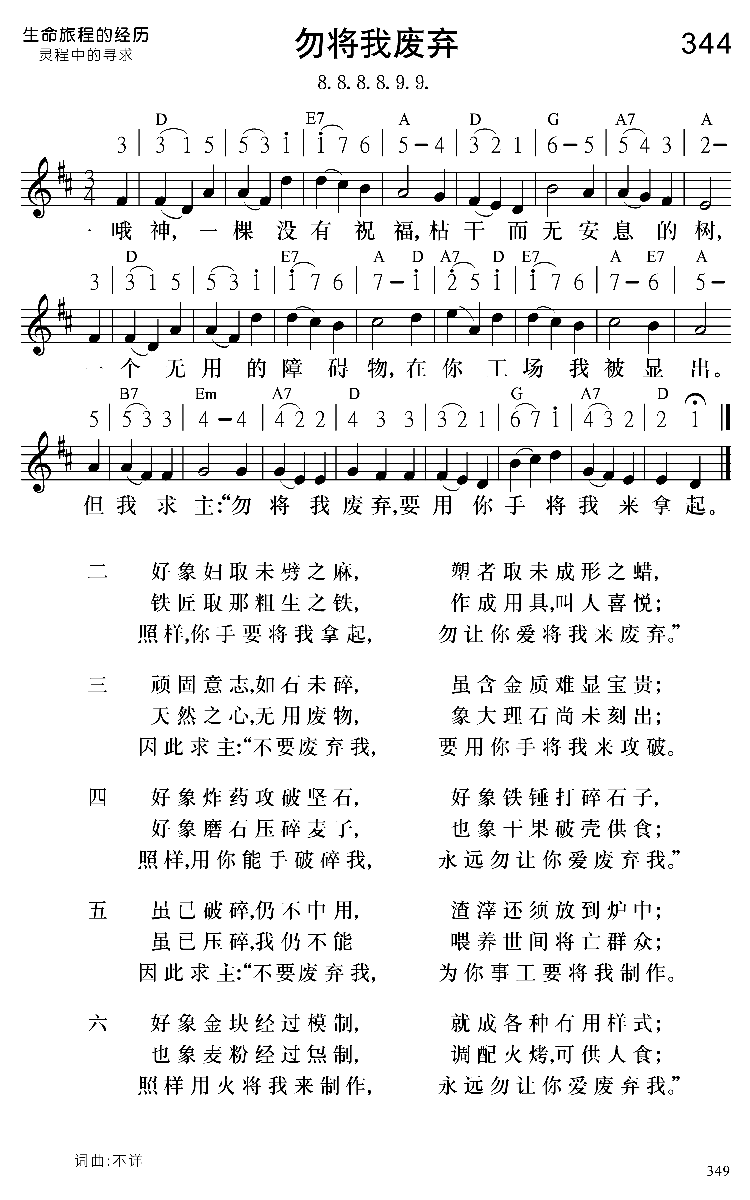 生命旅程的经历
灵程中的寻求
勿将我废弃
344
8. 8. 8. 8. 9. 9.
D E7 A D G A7 A
3 | 3 1 5 | 5 3 i | i 7 6 | 5 - 4 | 3 2 1 | 6 - 5 | 5 4 3 | 2 -
3/4
一哦神,一棵没有祝福,枯干而无安息的树,
D E7 A D A7 D E7 A E7 A
3 | 3 1 5 | 5 3 i | i 7 6 | 7 - i | 2 5 i | i 7 6 | 7 - 6 | 5 -
一个无用的障碍物,在你工场我被显出。
B7 Em A7 D G A7 D
5 | 5 3 3 | 4 - 4 | 4 2 2 | 3 4 3 | 3 2 1 | 6 7 i | 4 3 2 | 2 1
但我求主:“勿将我废弃,要用你手将我来拿起。
二 好象妇取未劈之麻, 塑者取未成形之蜡,
铁匠取那粗生之铁, 作成用具,叫人喜悦;
照样,你手要将我拿起, 勿让你爱将我来废弃。”
三 顽固意志,如石未碎, 虽含金质难显宝贵;
天然之心,无用废物, 象大理石尚未刻出;
因此求主:“不要废弃我, 要用你手将我来攻破。
四 好象炸药攻破坚石, 好象铁锤打碎石子,
好象磨石压碎麦子, 也象干果破壳供食;
照样,用你能手破碎我, 永远勿让你爱废弃我。”
五 虽已破碎,仍不中用, 渣滓还须放到炉中;
虽已压碎,我仍不能 喂养世间将亡群众;
因此求主:“不要废弃我, 为你事工要将我制作。
六 好象金块经过模制, 就成各种有用样式;
也象麦粉经过炰制, 调配火烤,可供人食;
照样用火将我来制作, 永远勿让你爱废弃我。”
词曲:不详
349